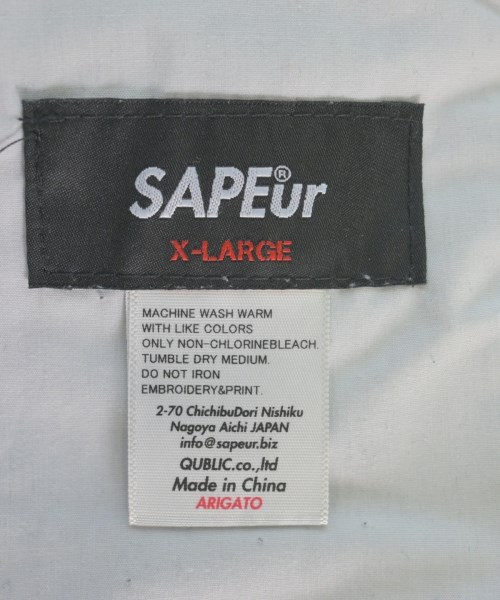 SAPEur®
X-LARGE
MACHINE WASH WARM
WITH LIKE COLORS
ONLY NON-CHLORINEBLEACH.
TUMBLE DRY MEDIUM.
DO NOT IRON
EMBROIDERY&PRINT.
2-70 ChichibuDori Nishiku
Nagoya Aichi JAPAN
info@sapeur.biz
QUBLIC.co.,ltd
Made in China
ARIGATO